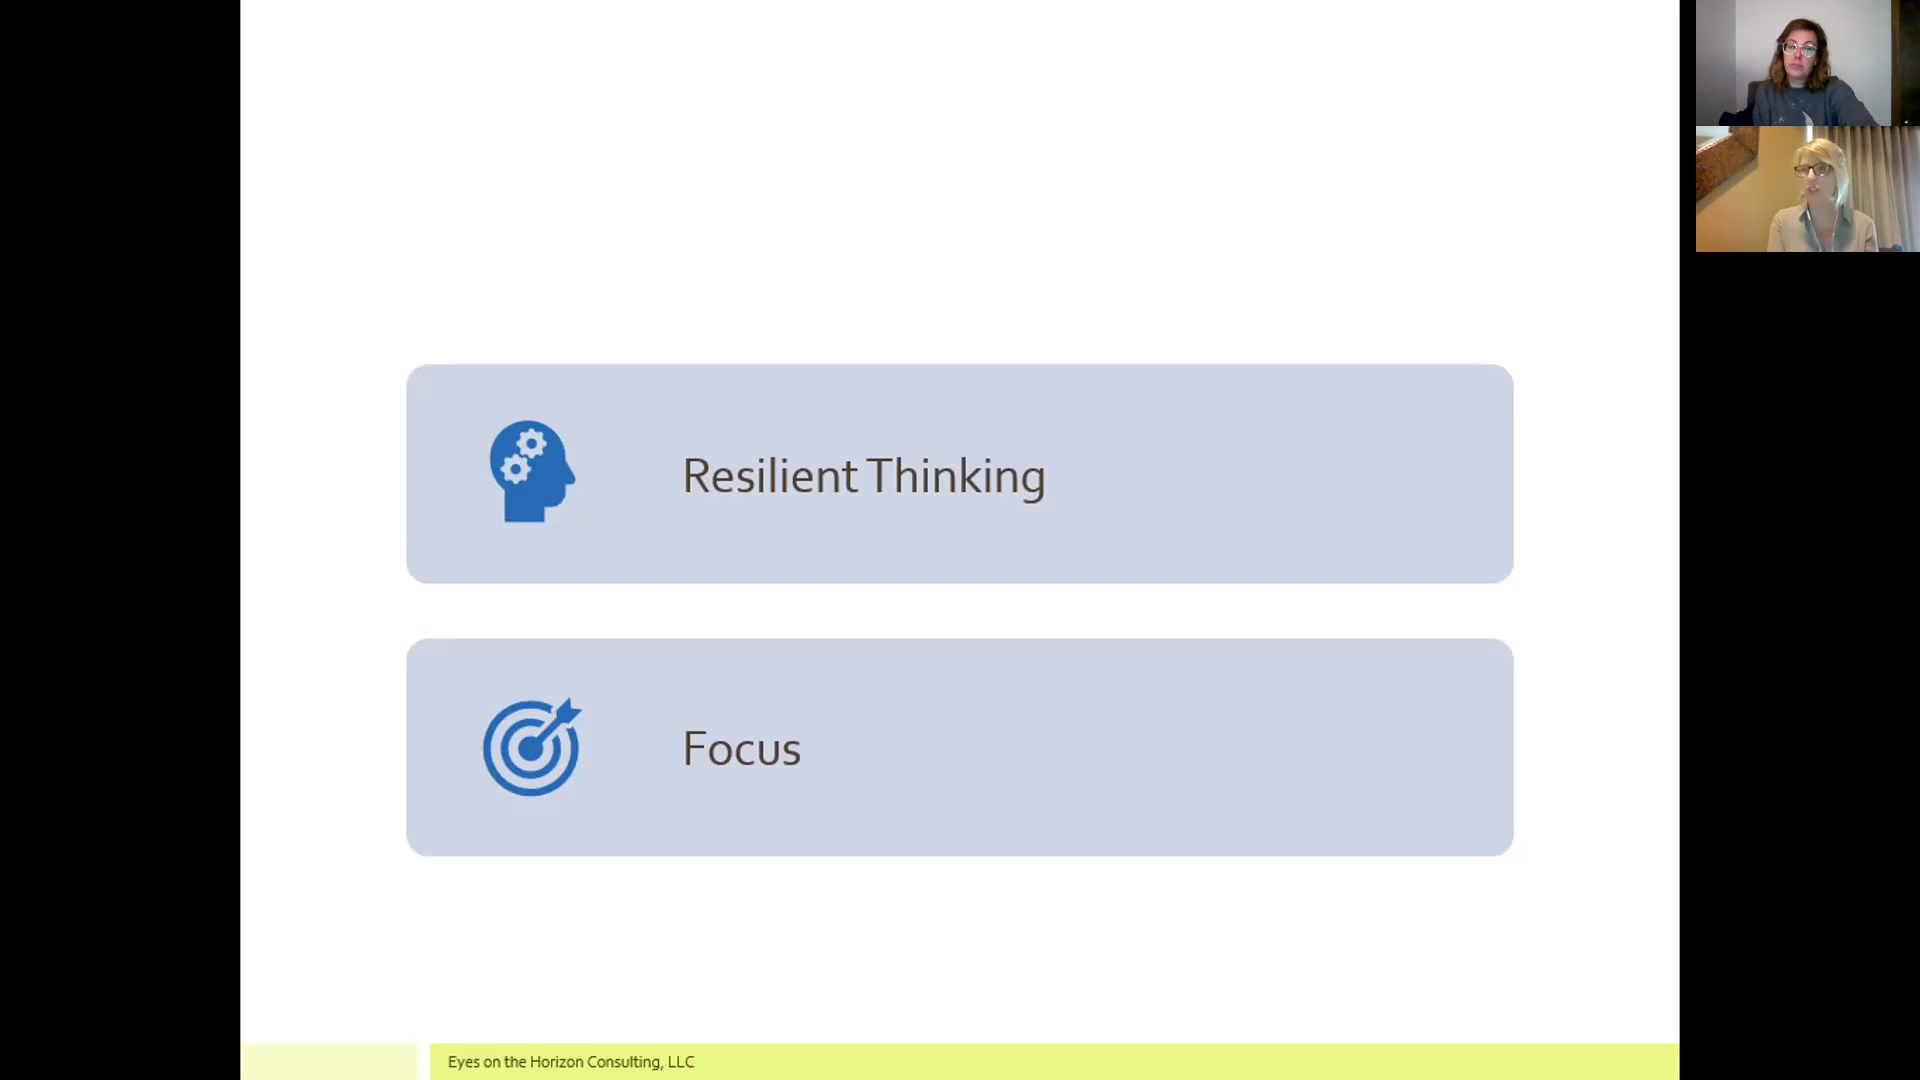 Resilient Thinking
Focus
Eyes on the Horizon Consulting, LLC